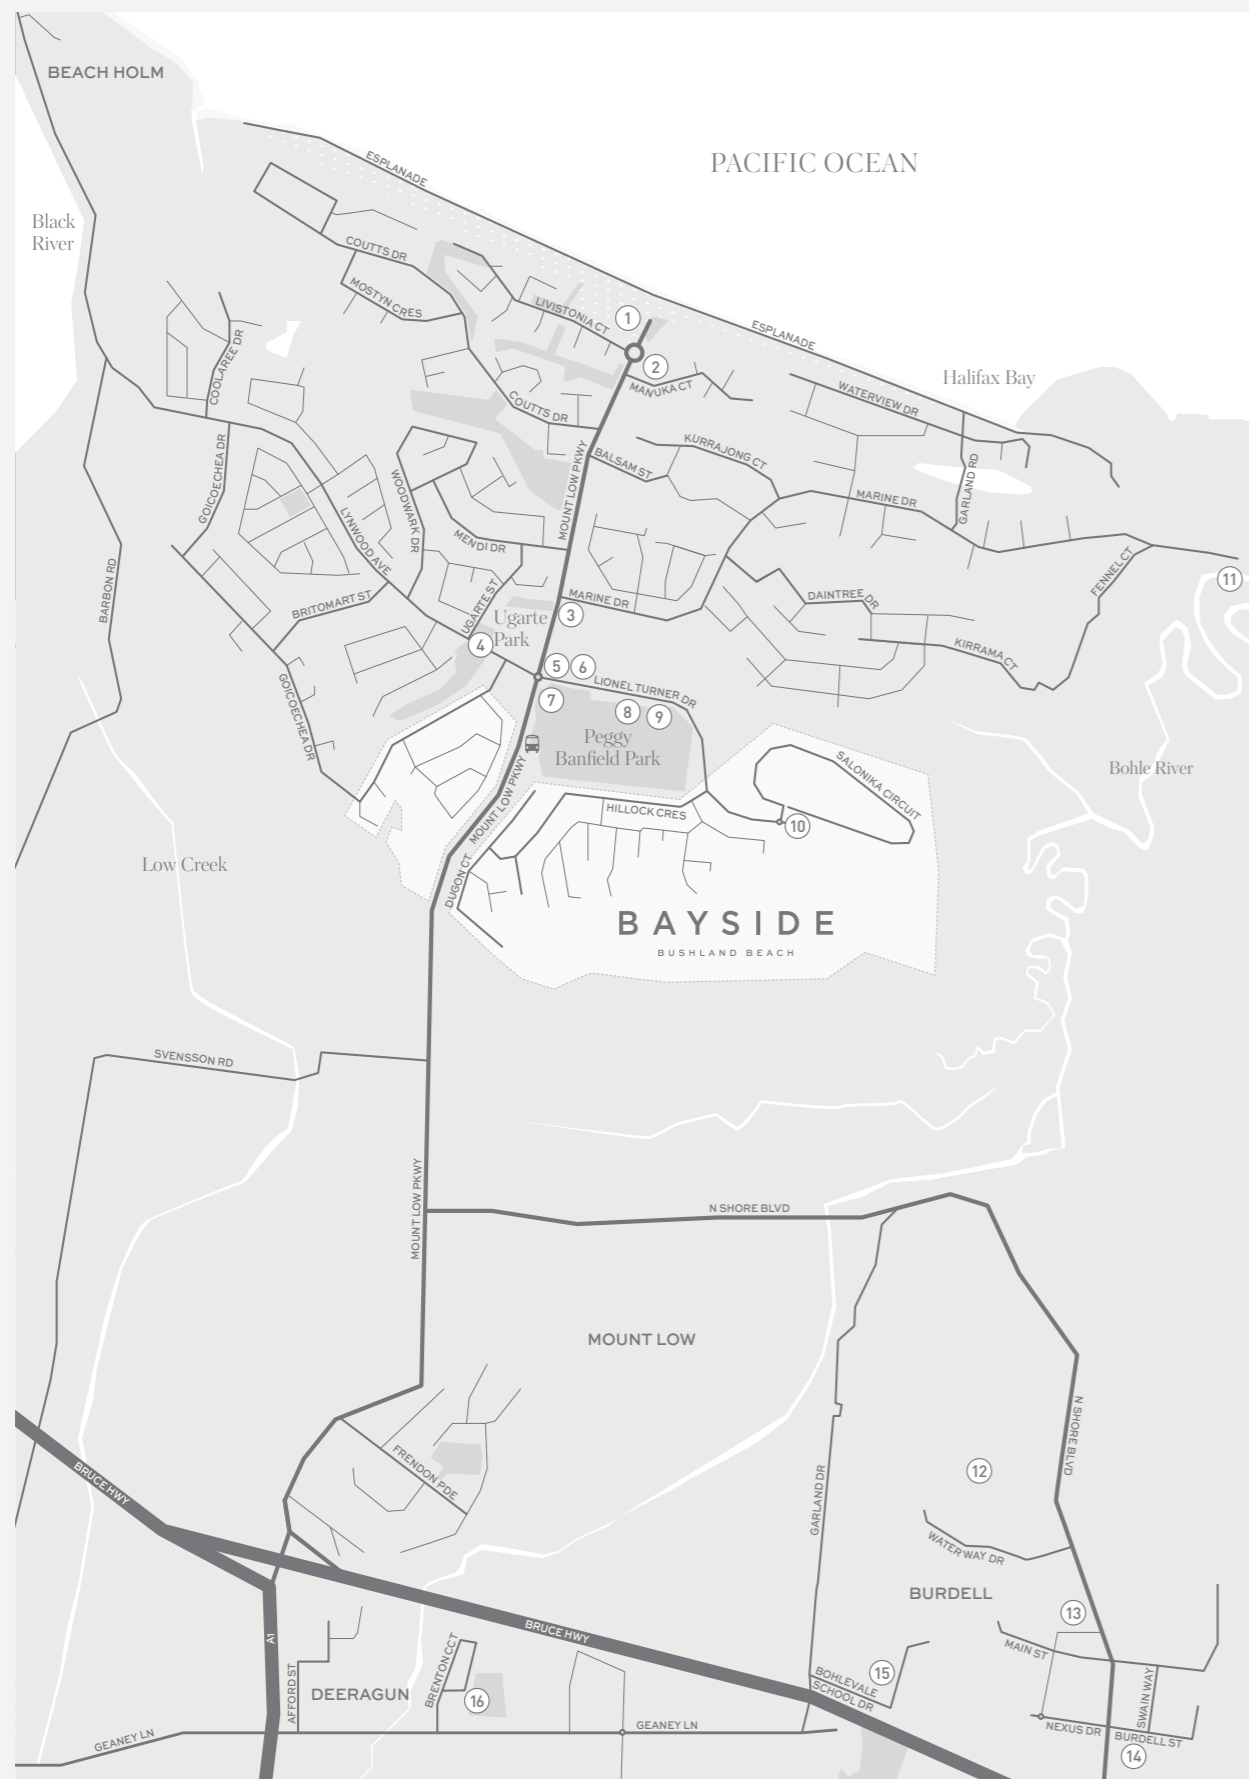 BEACH HOLM
ESPLANADE
PACIFIC OCEAN
Black
River
COUTTS DR
MOSTYN CRES
LIVISTONIA CT
1
ESPLANADE
2
MANUKA CT
Halifax Bay
WATERVIEW DR
COOLAREE DR
COUTTS DR
GOICOECHEA DR
WOODWARK DR
MOUNT LOW PKWY
BALSAM ST
KURRAJONG CT
GARLAND RD
MARINE DR
LYNWOOD AVE
MENDI DR
FENNEL CT
11
BARBON RD
BRITOMART ST
UGARTE ST
Ugarte
Park
MARINE DR
3
DAINTREE DR
4
KIRRAMA CT
5
6
LIONEL TURNER DR
7
8
9
GOICOECHEA DR
Peggy
Banfield Park
SALONIKA CIRCUIT
Bohle River
MOUNT LOW PKWY
HILLOCK CRES
10
Low Creek
DUGON CT
BAYSIDE
BUSHLAND BEACH
SVENSSON RD
MOUNT LOW PKWY
N SHORE BLVD
MOUNT LOW
N SHORE BLVD
FRENDON PDE
BRUCE HWY
12
GARLAND DR
WATERWAY DR
BURDELL
13
BRUCE HWY
A1
MAIN ST
AFFORD ST
DEERAGUN
BRENTON CCT
16
BOHLEVALE
SCHOOL DR
15
SWAIN WAY
GEANEY LN
GEANEY LN
NEXUS DR
BURDELL ST
14